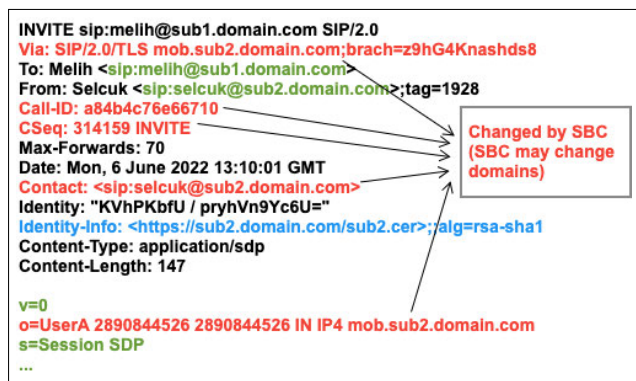 INVITE sip:melih@sub1.domain.com SIP/2.0
Via: SIP/2.0/TLS mob.sub2.domain.com;brach=z9hG4Knashds8
To: Melih <sip:melih@sub1.domain.com>
From: Selcuk <sip:selcuk@sub2.domain.com>;tag=1928
Call-ID: a84b4c76e66710
CSeq: 314159 INVITE
Max-Forwards: 70
Date: Mon, 6 June 2022 13:10:01 GMT
Contact: <sip:selcuk@sub2.domain.com>
Identity: "KVhPKbfU / pryhVn9Yc6U="
Identity-Info: <https://sub2.domain.com/sub2.cer>;;alg=rsa-sha1
Content-Type: application/sdp
Content-Length: 147
v=0
o=UserA 2890844526 2890844526 IN IP4 mob.sub2.domain.com
s=Session SDP
...
Changed by SBC
(SBC may change
domains)